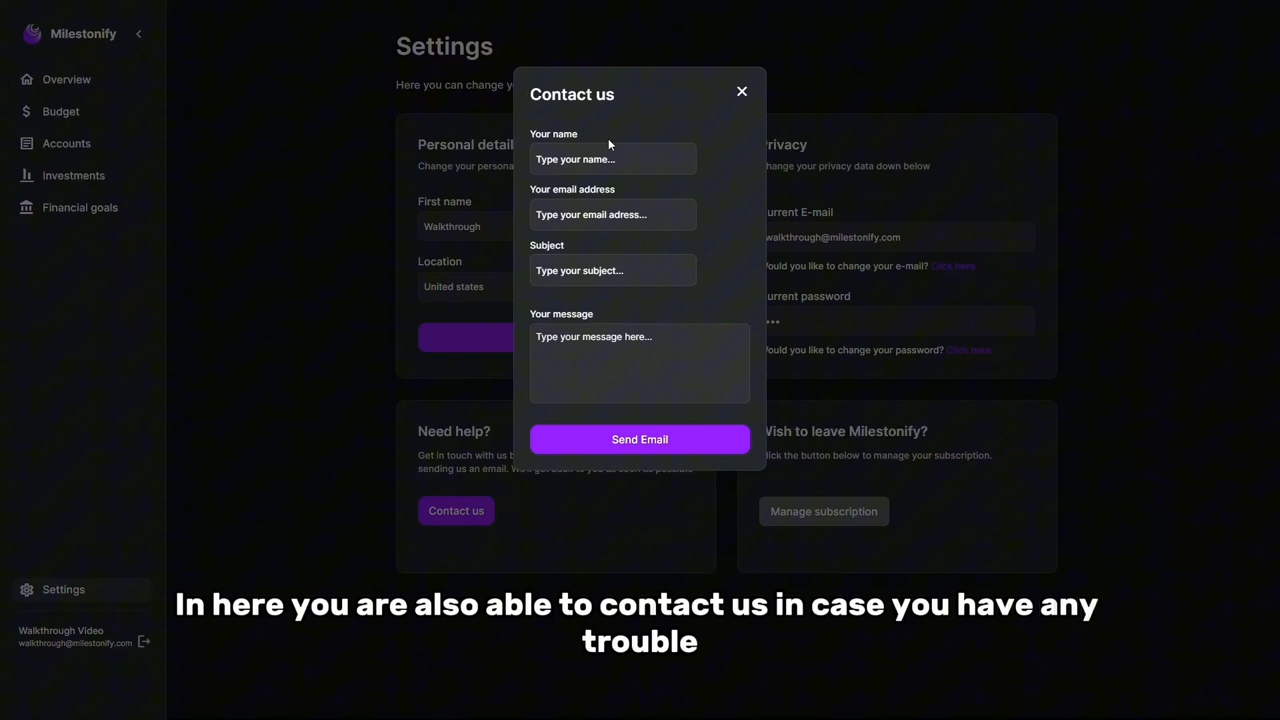 Milestonify
Overview
Budget
Accounts
Investments
Financial goals
Settings
Walkthrough Video
walkthrough@milestonify.com
Settings
Here you can change y
Personal detail
Change your persona
First name
Walkthrough
Location
United states
Contact us
Your name
Type your name...
Your email address
Type your email adress...
Subject
Type your subject...
Your message
Type your message here...
Send Email
rivacy
hange your privacy data down below
urrent E-mail
walkthrough@milestonify.com
ould you like to change your e-mail? Click here
urrent password
ould you like to change your password? Click here
Need help?
Get in touch with us b
sending us an email.
Contact us
Wish to leave Milestonify?
lick the button below to manage your subscription.
Manage subscription
In here you are also able to contact us in case you have any
trouble